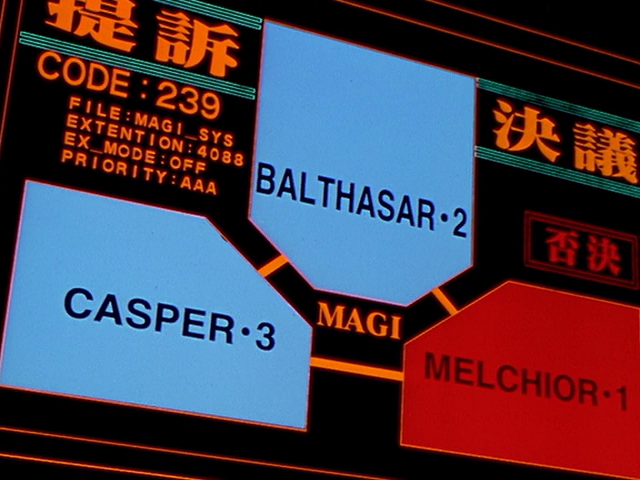 提訴
CODE:239
FILE:MAGI_SYS
EXTENTION:4088
EX_MODE:OFF
PRIORITY:AAA
BALTHASAR・2
決議
否決
CASPER・3
MAGI
MELCHIOR・1